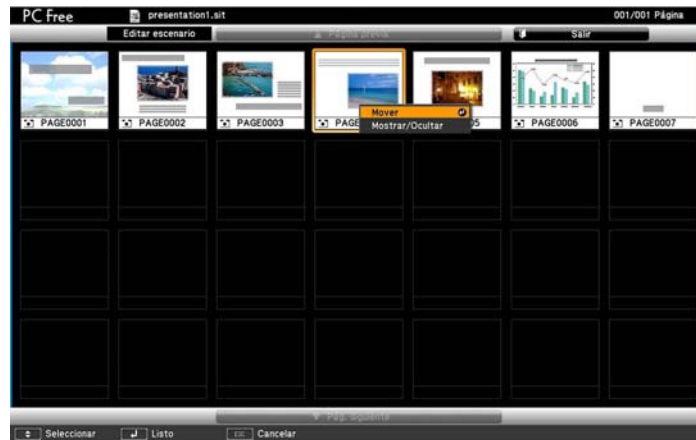 PC Free presentation1.sit 001/001 Página
Editar escenario Página previa Salir
PAGE0001 PAGE0002 PAGE0003 PAGE0006 PAGE0007
Mover
Mostrar/Ocultar
Pág. siguiente
Seleccionar Listo Esc Cancelar